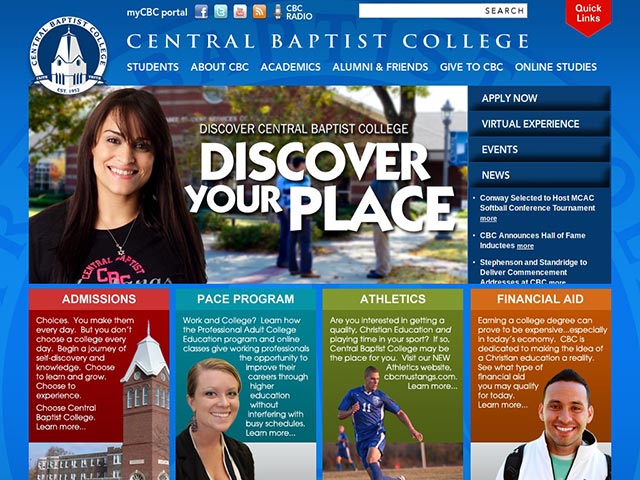 myCBC portal
CBC
RADIO
SEARCH
Quick
Links
CENTRAL BAPTIST COLLEGE
EST. 1952
CENTRAL BAPTIST COLLEGE
STUDENTS ABOUT CBC ACADEMICS ALUMNI & FRIENDS GIVE TO CBC ONLINE STUDIES
DISCOVER CENTRAL BAPTIST COLLEGE
DISCOVER
YOUR PLACE
CENTRAL BAPTIST
APPLY NOW
VIRTUAL EXPERIENCE
EVENTS
NEWS
• Conway Selected to Host MCAC
Softball Conference Tournament
more
• CBC Announces Hall of Fame
Inductees more
• Stephenson and Standridge to
Deliver Commencement
Addresses at CBC more
ADMISSIONS
Choices. You make them
every day. But you don't
choose a college every
day. Begin a journey of
self-discovery and
knowledge. Choose
to learn and grow.
Choose to
experience.
Choose Central
Baptist College.
Learn more...
PACE PROGRAM
Work and College? Learn how
the Professional Adult College
Education program and online
classes give working professionals
the opportunity to
improve their
careers through
higher
education
without
interfering with
busy schedules.
Learn more...
ATHLETICS
Are you interested in getting a
quality, Christian Education and
playing time in your sport? If so,
Central Baptist College may be
the place for you. Visit our NEW
Athletics website,
cbcmustangs.com.
Learn more...
11
FINANCIAL AID
Earning a college degree can
prove to be expensive...especially
in today's economy. CBC is
dedicated to making the idea of
a Christian education a reality.
See what type of
financial aid
you may qualify
for today.
Learn more...